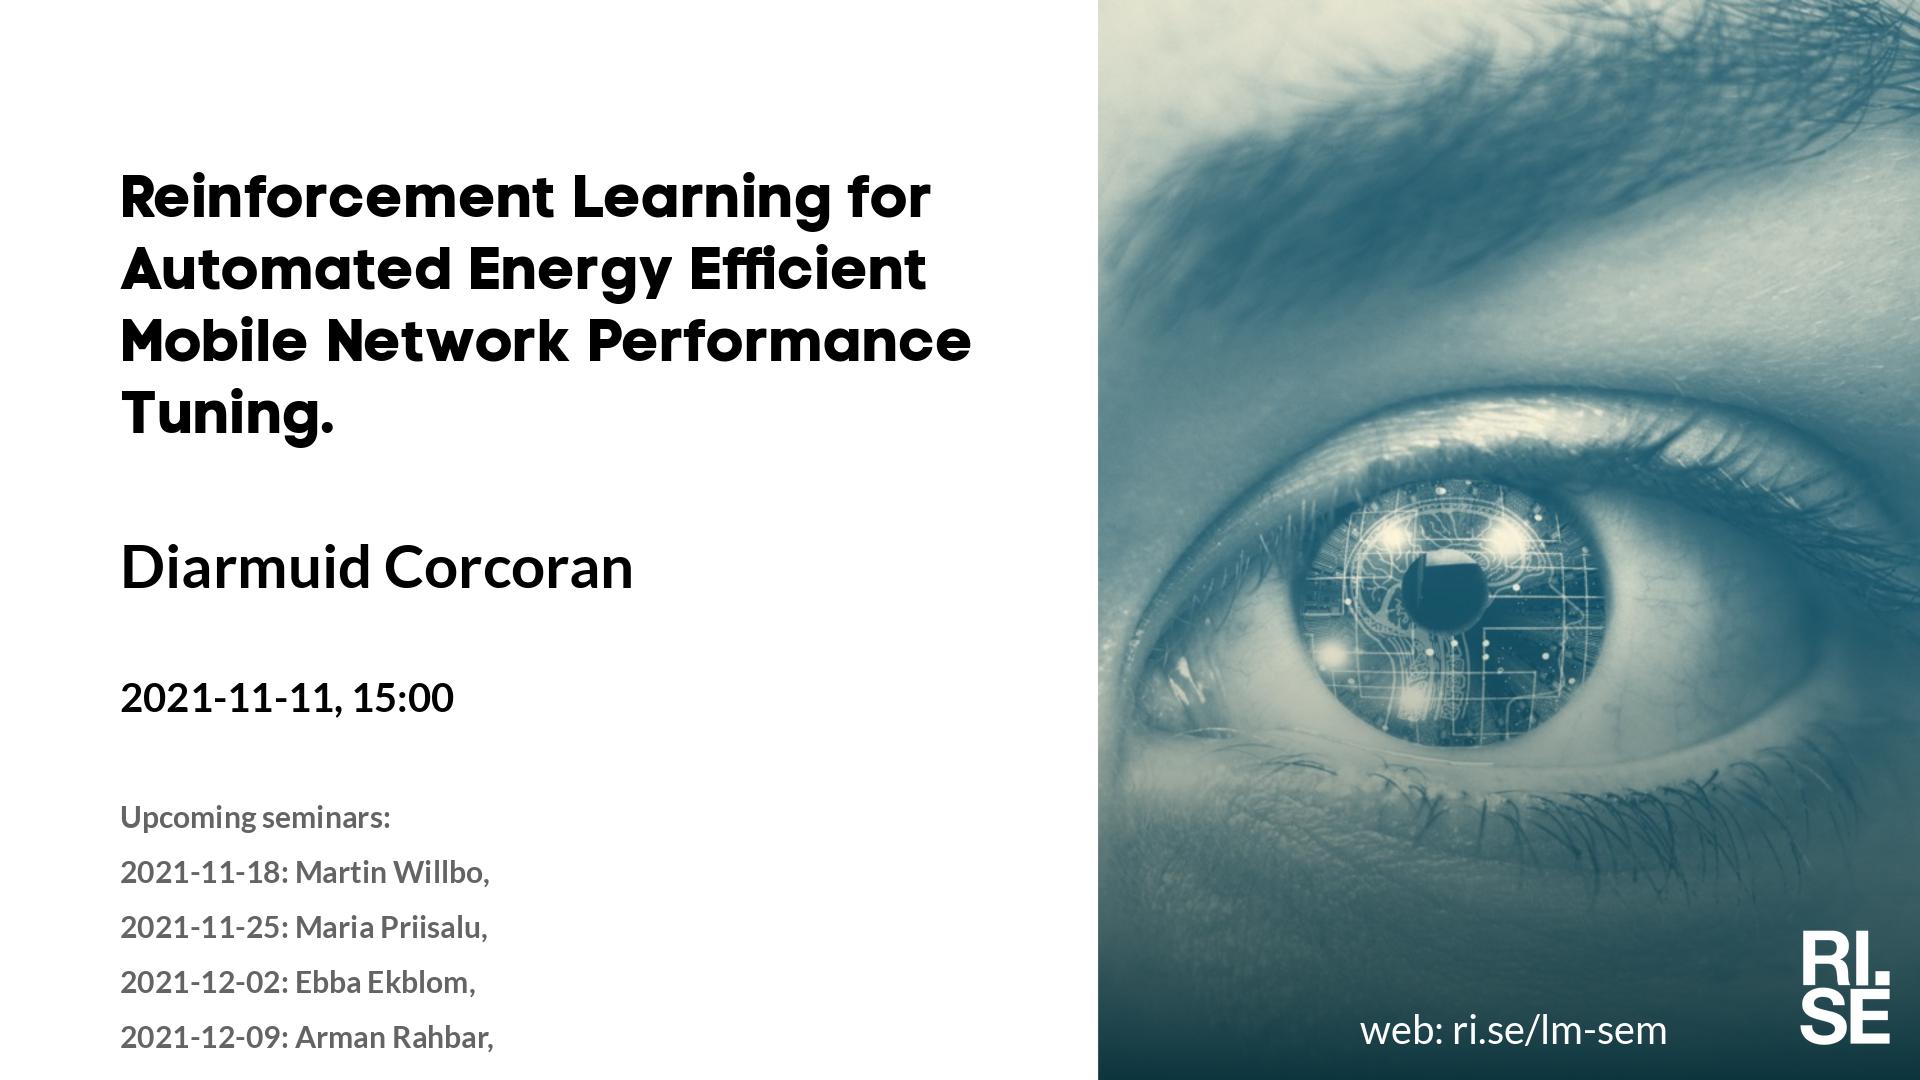 Reinforcement Learning for
Automated Energy Efficient
Mobile Network Performance
Tuning.
Diarmuid Corcoran
2021-11-11, 15:00
Upcoming seminars:
2021-11-18: Martin Willbo,
2021-11-25: Maria Priisalu,
2021-12-02: Ebba Ekblom,
2021-12-09: Arman Rahbar,
web: ri.se/lm-sem
RI.
SE